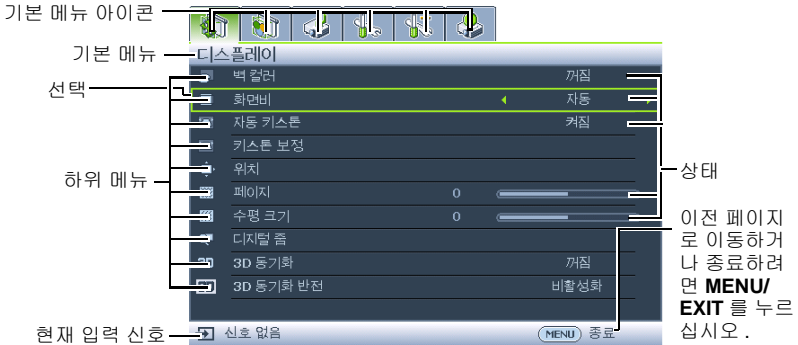 기본 메뉴 아이콘
기본 메뉴
디스플레이
선택
벽 컬러 꺼짐
화면비 자동
자동 키스톤 켜짐
키스톤 보정
위치
하위 메뉴
상태
페이지 0
수평 크기 0
디지털 줌
3D 동기화 꺼짐
3D 동기화 반전 비활성화
이전 페이지
로 이동하거
나 종료하려
면 MENU/
EXIT 를 누르
십시오 .
현재 입력 신호
신호 없음
MENU 종료